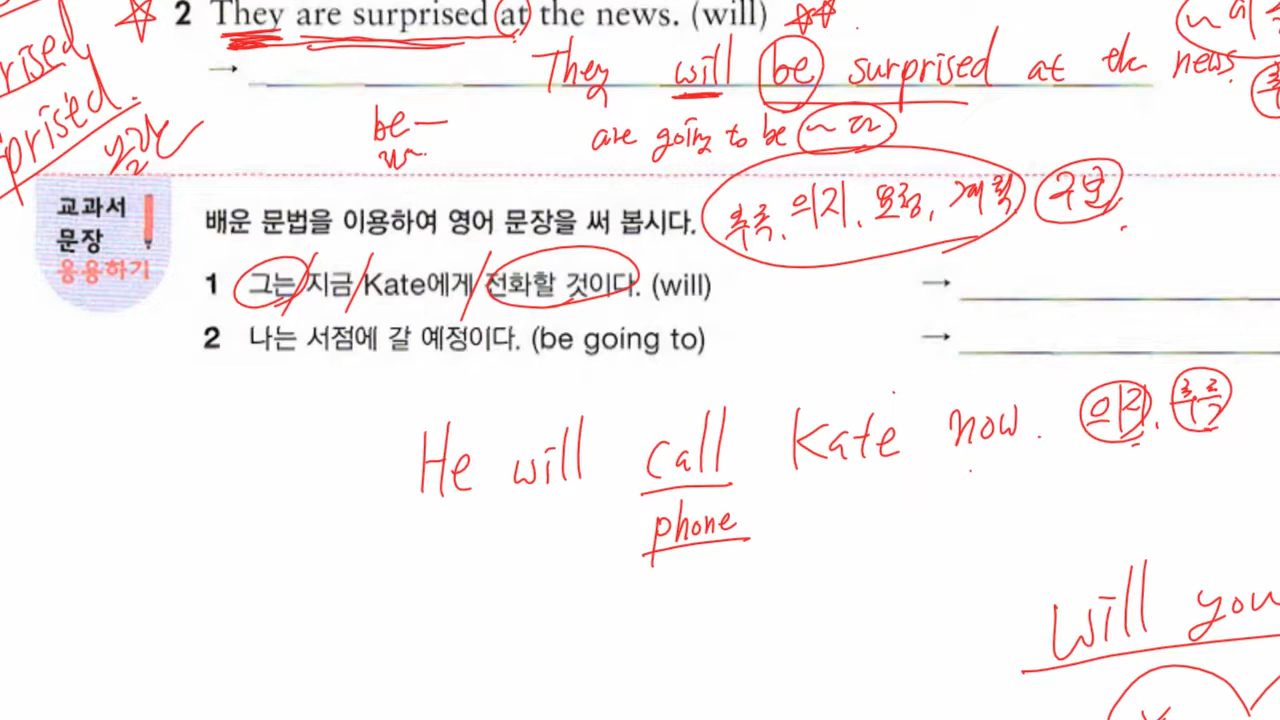 2 They are surprised at the news. (will)
→ They will be surprised at the news.
rised
prised.
be
are going to be ~ㄹ
교과서
문장
응용하기
배운 문법을 이용하여 영어 문장을 써 봅시다.
추측, 의지, 요청, 계획
구분
1 그는 지금 Kate에게 전화할 것이다. (will) →
2 나는 서점에 갈 예정이다. (be going to) →
He will call Kate now. 의지, 추측
phone
Will you